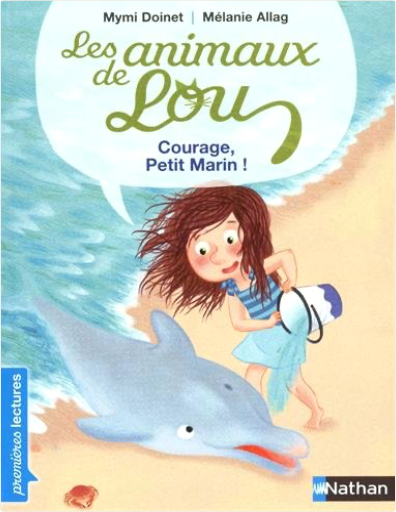 Mymi Doinet | Mélanie Allag
Les animaux
de Lou
Courage,
Petit Marin !
premières lectures
Nathan